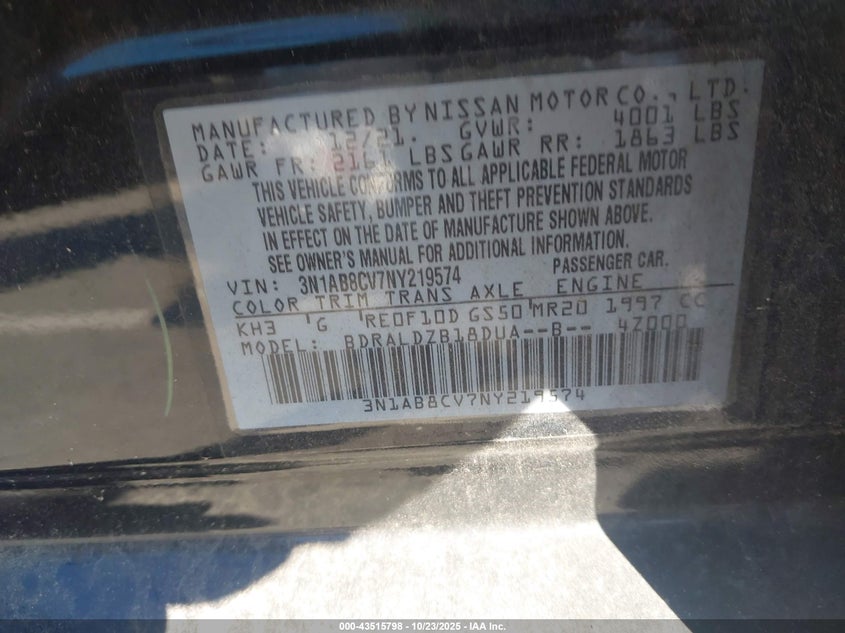 MANUFACTURED BY NISSAN MOTOR CO., LTD.
DATE: 12/21. GVWR: 4001 LBS
GAWR FR: 2161 LBS GAWR RR: 1863 LBS
THIS VEHICLE CONFORMS TO ALL APPLICABLE FEDERAL MOTOR
VEHICLE SAFETY, BUMPER AND THEFT PREVENTION STANDARDS
IN EFFECT ON THE DATE OF MANUFACTURE SHOWN ABOVE.
SEE OWNER'S MANUAL FOR ADDITIONAL INFORMATION.
VIN: 3N1AB8CV7NY219574 PASSENGER CAR.
COLOR TRIM TRANS AXLE ENGINE
KH3 G RE0F10D GS50 MR20 1997 CC
MODEL: BDRALDZB18DUA--B-- 4Z000
3N1AB8CV7NY219574
000-43515798 - 10/23/2025 - IAA Inc.